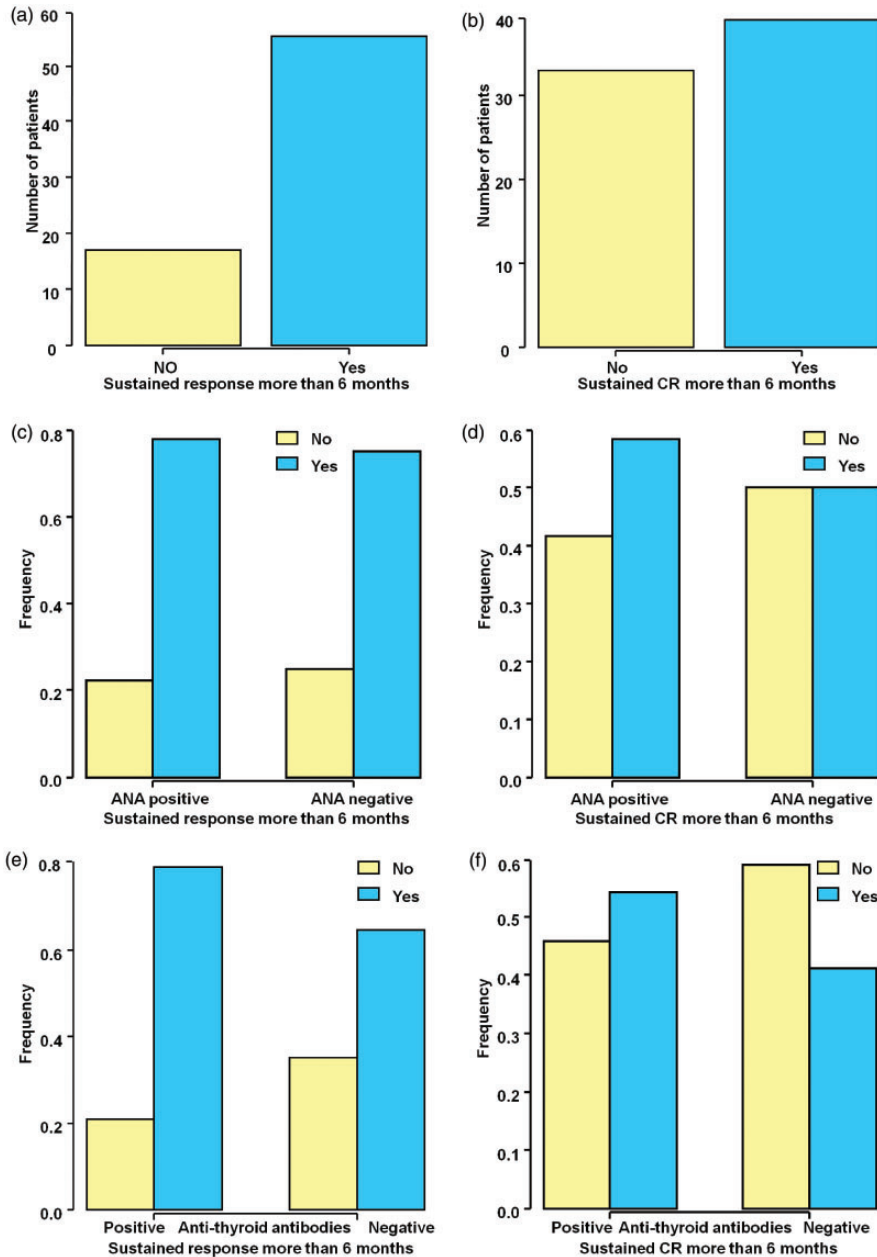 (a)
60
50
40
30
20
10
0
Number of patients
NO Yes
Sustained response more than 6 months
(b)
40
30
20
10
0
Number of patients
No Yes
Sustained CR more than 6 months
(c)
0.8
0.6
0.4
0.2
0.0
Frequency
No
Yes
ANA positive ANA negative
Sustained response more than 6 months
(d)
0.6
0.5
0.4
0.3
0.2
0.1
0.0
Frequency
No
Yes
ANA positive ANA negative
Sustained CR more than 6 months
(e)
0.8
0.6
0.4
0.2
0.0
Frequency
No
Yes
Positive Anti-thyroid antibodies Negative
Sustained response more than 6 months
(f)
0.6
0.5
0.4
0.3
0.2
0.1
0.0
Frequency
No
Yes
Positive Anti-thyroid antibodies Negative
Sustained CR more than 6 months